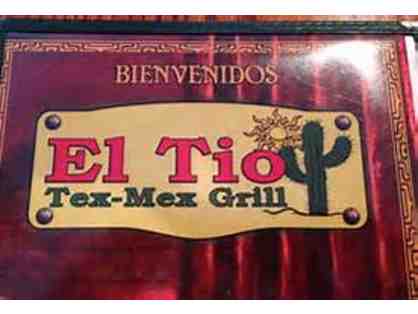 BIENVENIDOS
El Tio
Tex-Mex Grill